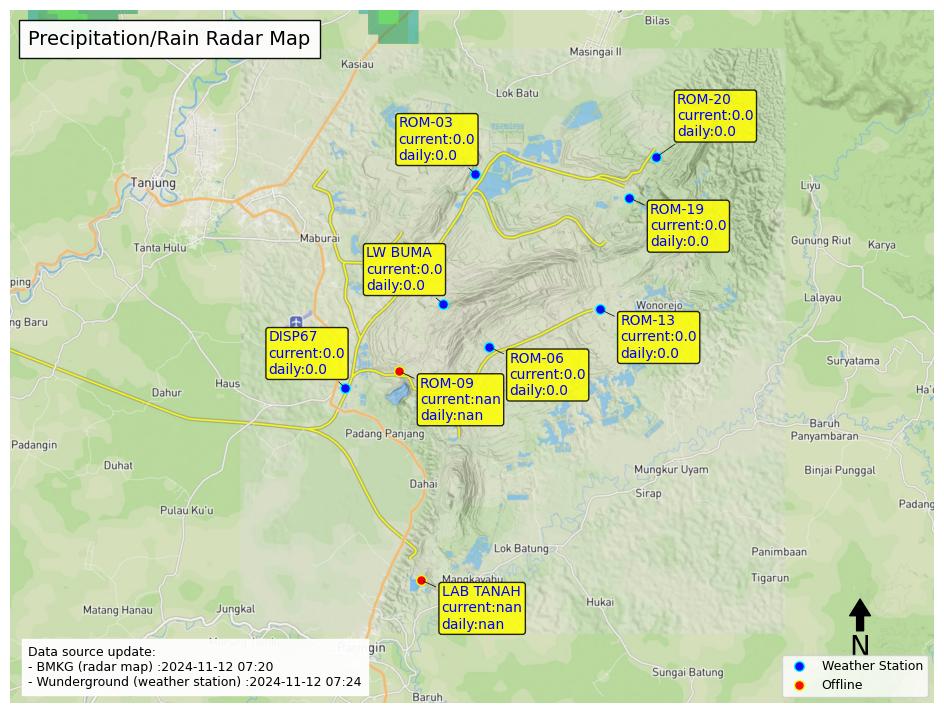 Precipitation/Rain Radar Map
Bilas
Masingai II
Kasiau
Lok Batu
ROM-20
current:0.0
daily:0.0
ROM-03
current:0.0
daily:0.0
Tanjung
Liyu
ROM-19
current:0.0
daily:0.0
Maburai
Tanta Hulu
Gunung Riut
Karya
LW BUMA
current:0.0
daily:0.0
ping
Lalayau
Wonorejo
ng Baru
ROM-13
current:0.0
daily:0.0
DISP67
current:0.0
daily:0.0
ROM-06
current:0.0
daily:0.0
Suryatama
Haus
Dahur
ROM-09
current:nan
daily:nan
Baruh
Panyambaran
Padang Panjang
Padangin
Duhat
Mungkur Uyam
Binjai Punggal
Dahai
Sirap
Padang
Pulau Ku'u
Lok Batung
Panimbaan
Tigarun
Mangkayahu
LAB TANAH
current:nan
daily:nan
Hukai
Matang Hanau
Jungkal
N
Data source update:
- BMKG (radar map) :2024-11-12 07:20
- Wunderground (weather station) :2024-11-12 07:24
Weather Station
Offline
Sungai Batung
Baruh